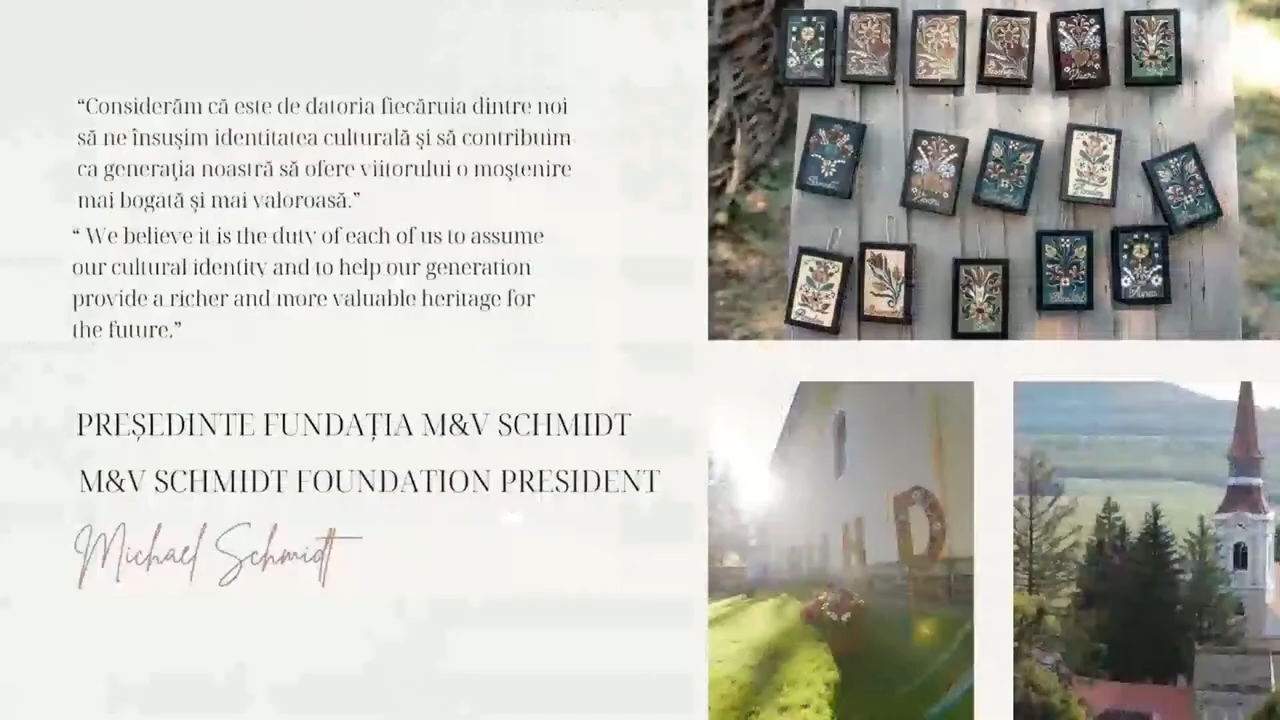 “Considerăm că este de datoria fiecăruia dintre noi
să ne însușim identitatea culturală și să contribuim
ca generaţia noastră să ofere viitorului o moştenire
mai bogată și mai valoroasă.”
“ We believe it is the duty of each of us to assume
our cultural identity and to help our generation
provide a richer and more valuable heritage for
the future.”
PREȘEDINTE FUNDAȚIA M&V SCHMIDT
M&V SCHMIDT FOUNDATION PRESIDENT
Michael Schmidt
H D